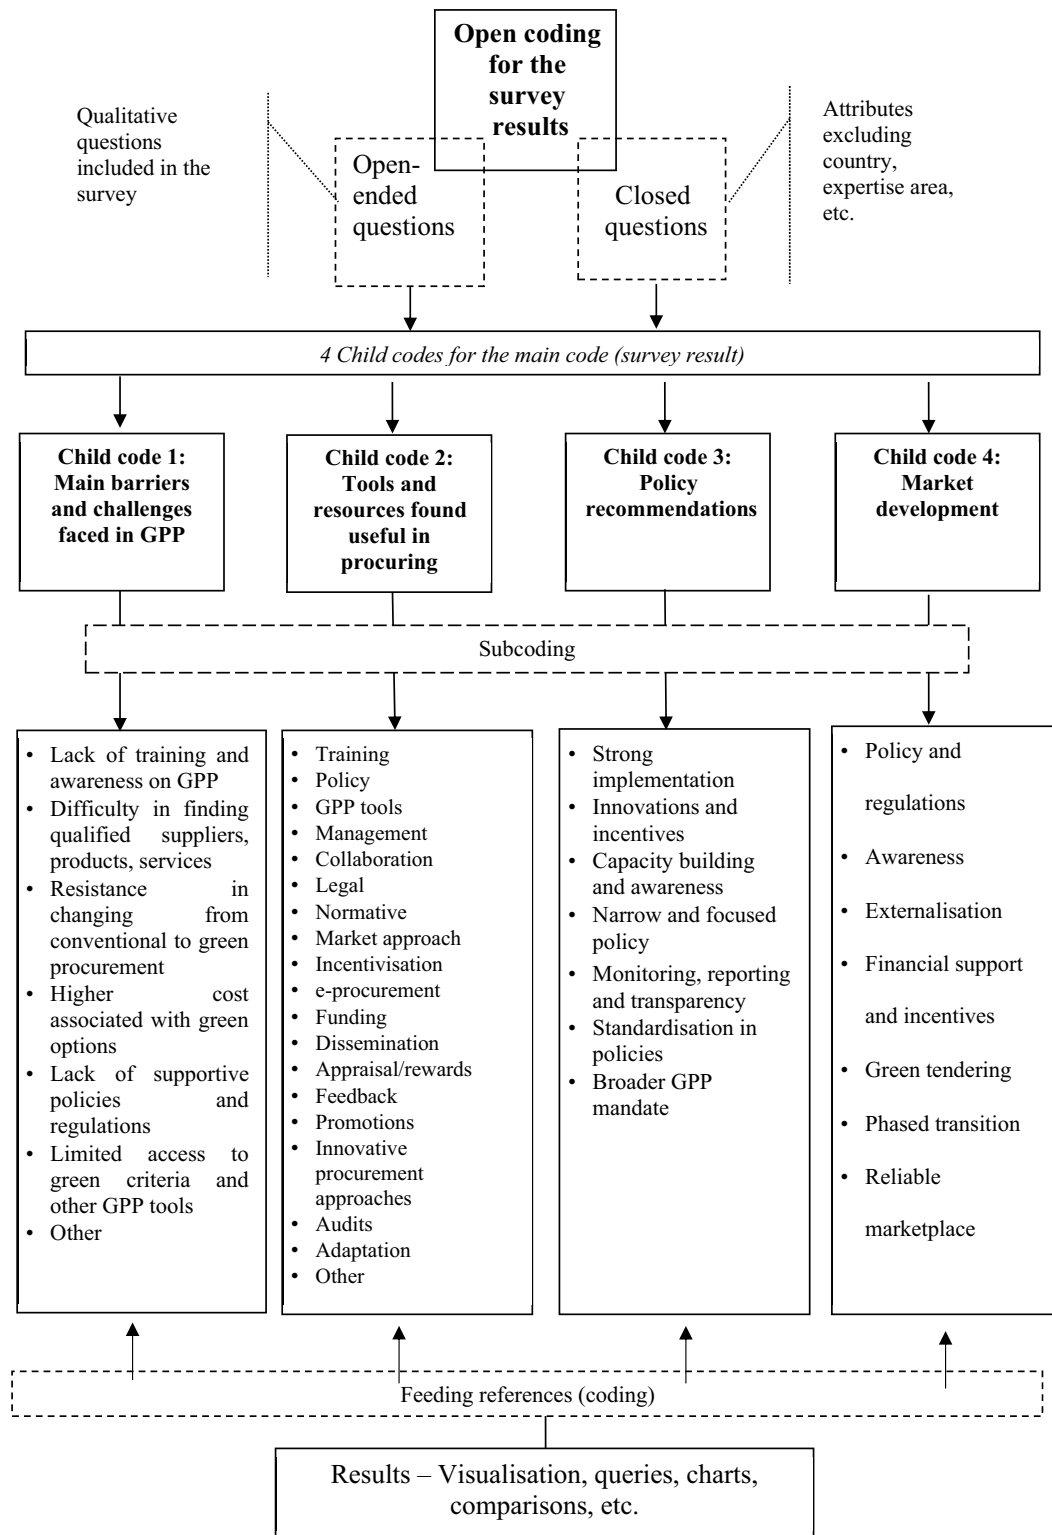 Open coding
for the
survey
results
Qualitative
questions
included in the
survey
Open-
ended
questions
Closed
questions
Attributes
excluding
country,
expertise area,
etc.
4 Child codes for the main code (survey result)
Child code 1:
Main barriers
and challenges
faced in GPP
Child code 2:
Tools and
resources found
useful in
procuring
Child code 3:
Policy
recommendations
Child code 4:
Market
development
Subcoding
• Lack of training and
awareness on GPP
• Difficulty in finding
qualified suppliers,
products, services
• Resistance in
changing from
conventional to green
procurement
• Higher cost
associated with green
options
• Lack of supportive
policies and
regulations
• Limited access to
green criteria and
other GPP tools
• Other
• Training
• Policy
• GPP tools
• Management
• Collaboration
• Legal
• Normative
• Market approach
• Incentivisation
• e-procurement
• Funding
• Dissemination
• Appraisal/rewards
• Feedback
• Promotions
• Innovative
procurement
approaches
• Audits
• Adaptation
• Other
• Strong
implementation
• Innovations and
incentives
• Capacity building
and awareness
• Narrow and focused
policy
• Monitoring, reporting
and transparency
• Standardisation in
policies
• Broader GPP
mandate
• Policy and
regulations
• Awareness
• Externalisation
• Financial support
and incentives
• Green tendering
• Phased transition
• Reliable
marketplace
Feeding references (coding)
Results – Visualisation, queries, charts,
comparisons, etc.